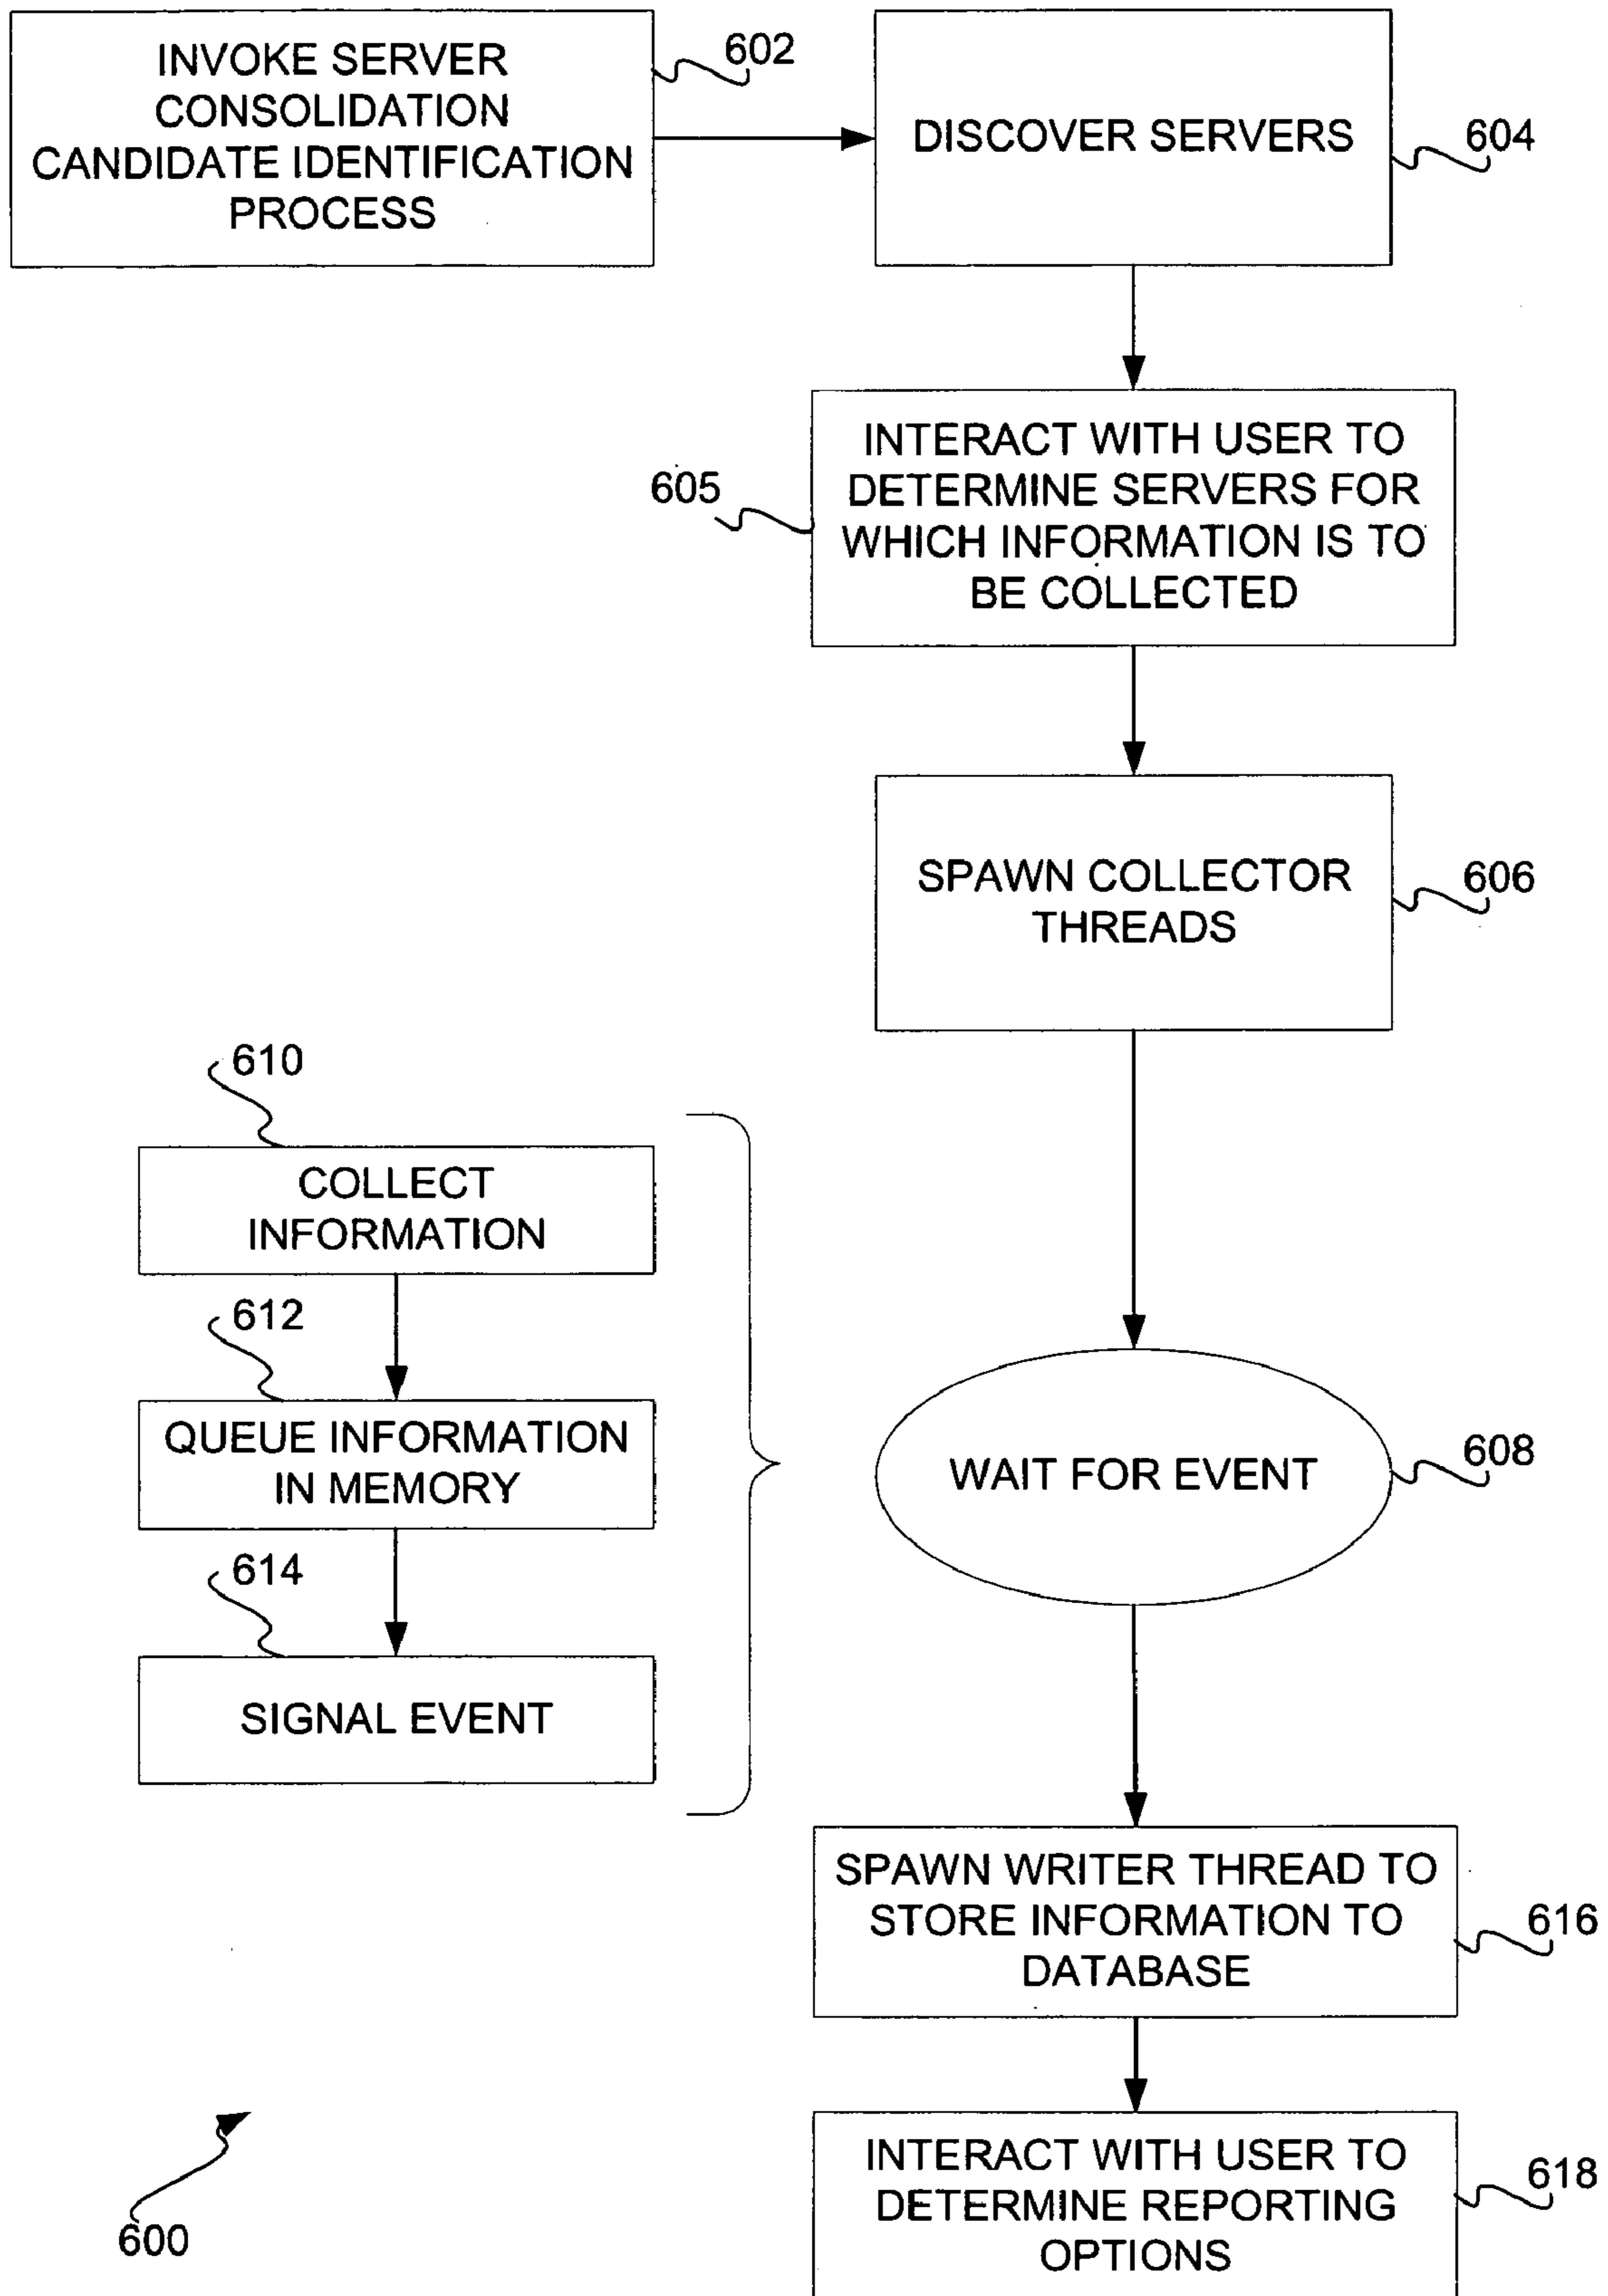 INVOKE SERVER
CONSOLIDATION
CANDIDATE IDENTIFICATION
PROCESS
602
DISCOVER SERVERS
604
INTERACT WITH USER TO
DETERMINE SERVERS FOR
WHICH INFORMATION IS TO
BE COLLECTED
605
SPAWN COLLECTOR
THREADS
606
610
COLLECT
INFORMATION
612
QUEUE INFORMATION
IN MEMORY
614
SIGNAL EVENT
WAIT FOR EVENT
608
SPAWN WRITER THREAD TO
STORE INFORMATION TO
DATABASE
616
INTERACT WITH USER TO
DETERMINE REPORTING
OPTIONS
618
600